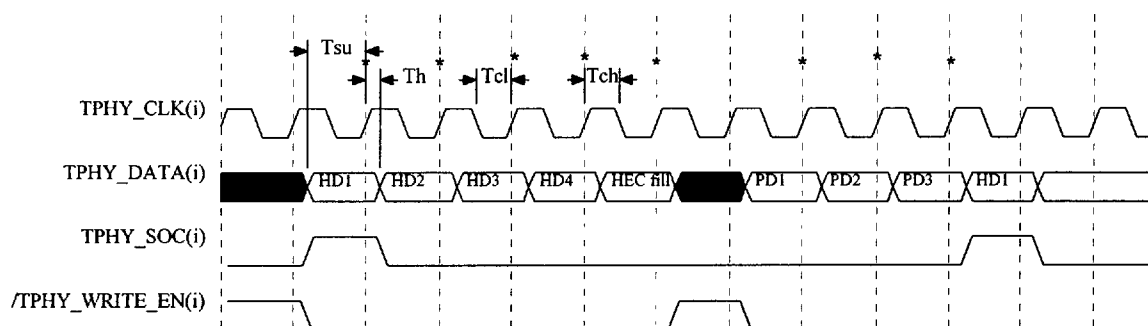 Tsu
* * * * * * * *
Th Tcl Tch
TPHY_CLK(i)
TPHY_DATA(i) HD1 HD2 HD3 HD4 HEC fill PD1 PD2 PD3 HD1
TPHY_SOC(i)
/TPHY_WRITE_EN(i)